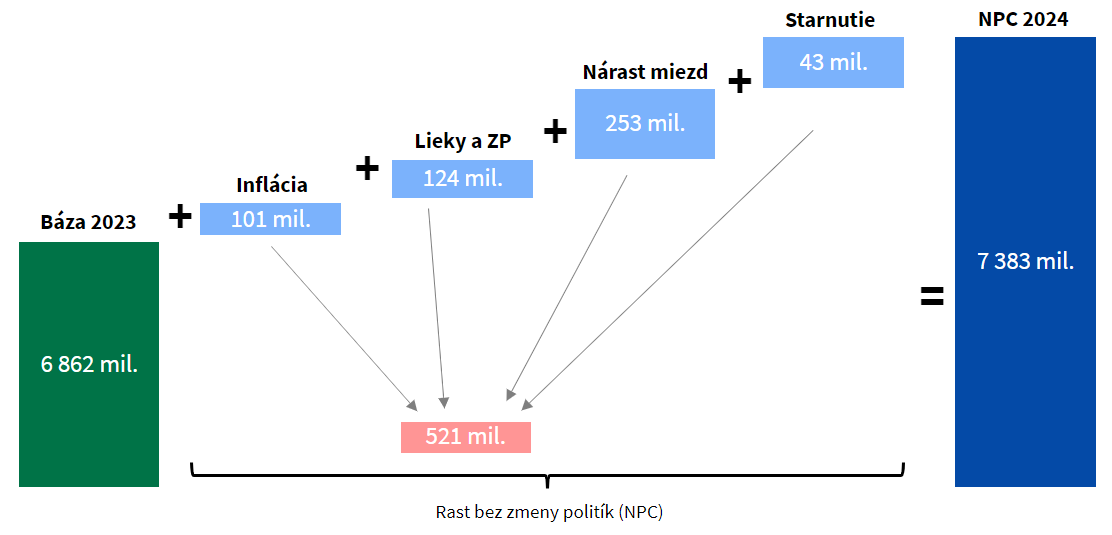 Báza 2023
6 862 mil.
+
Inflácia
101 mil.
+
Lieky a ZP
124 mil.
+
Nárast miezd
253 mil.
+
Starnutie
43 mil.
=
NPC 2024
7 383 mil.
521 mil.
Rast bez zmeny politík (NPC)